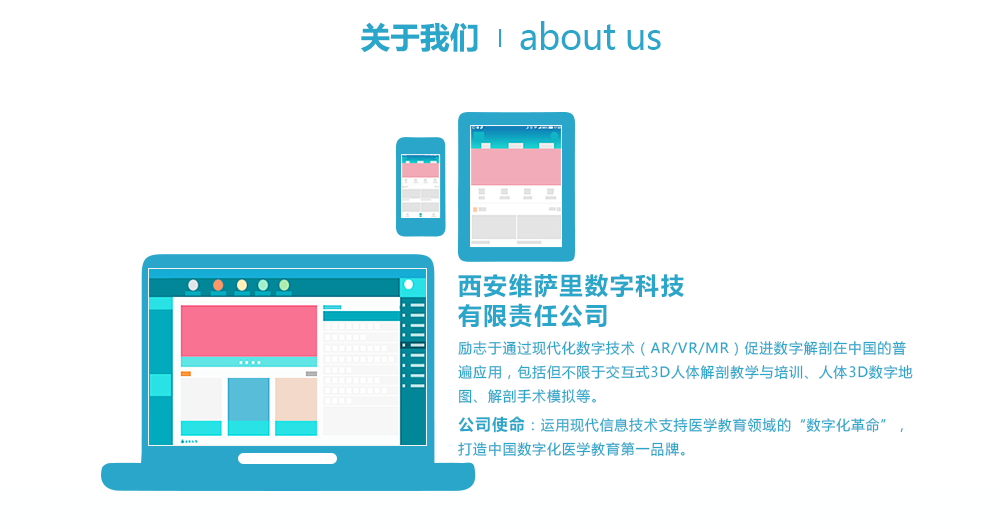 关于我们 | about us
西安维萨里数字科技
有限责任公司
励志于通过现代化数字技术（AR/VR/MR）促进数字解剖在中国的普
遍应用，包括但不限于交互式3D人体解剖教学与培训、人体3D数字地
图、解剖手术模拟等。
公司使命：运用现代信息技术支持医学教育领域的“数字化革命”，
打造中国数字化医学教育第一品牌。